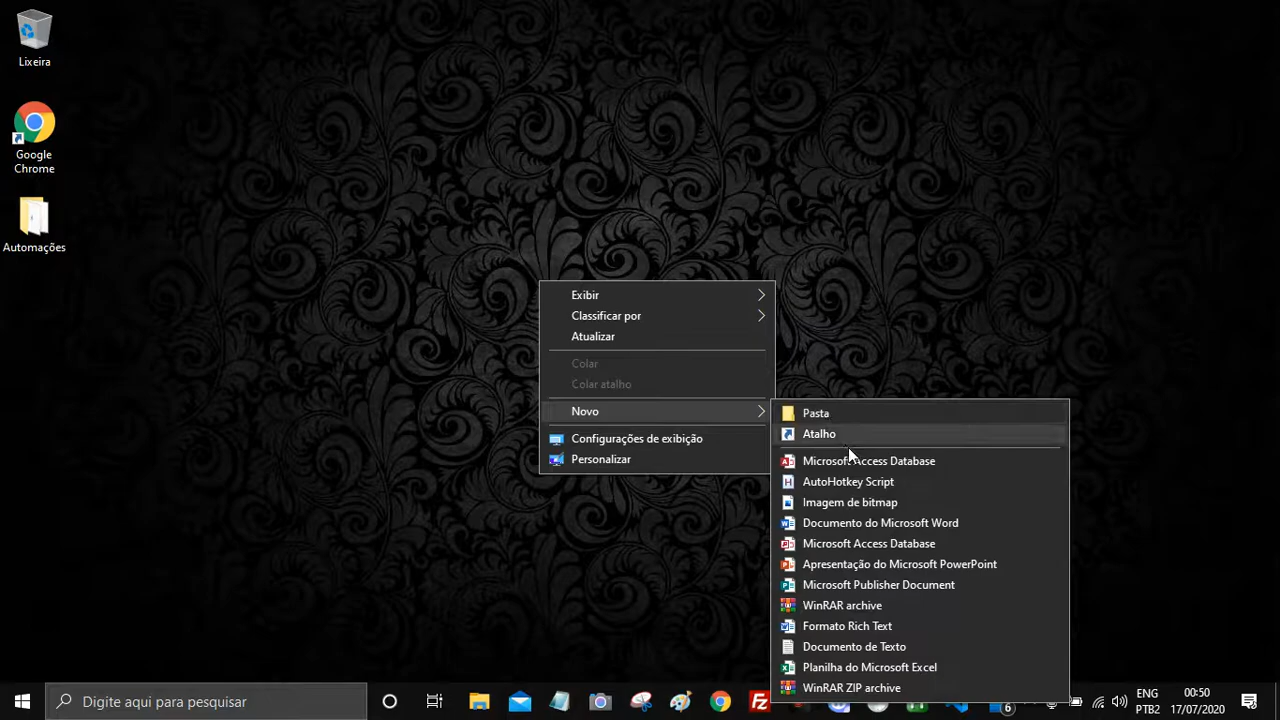 Lixeira
Google
Chrome
Automações
Exibir
Classificar por
Atualizar
Colar
Colar atalho
Novo
Configurações de exibição
Personalizar
Pasta
Atalho
Microsoft Access Database
AutoHotkey Script
Imagem de bitmap
Documento do Microsoft Word
Microsoft Access Database
Apresentação do Microsoft PowerPoint
Microsoft Publisher Document
WinRAR archive
Formato Rich Text
Documento de Texto
Planilha do Microsoft Excel
WinRAR ZIP archive
Digite aqui para pesquisar
FZ
6
ENG
PTB2
00:50
17/07/2020